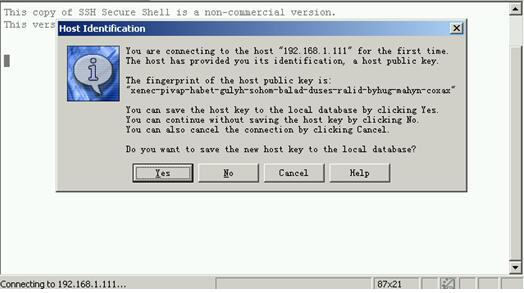 This copy of SSH Secure Shell is a non-commercial version.
This vers
Host Identification
You are connecting to the host "192.168.1.111" for the first time.
The host has provided you its identification, a host public key.
The fingerprint of the host public key is:
"xenec-pivap-habet-gulyh-sohom-balad-duses-ralid-byhug-mahyn-coxax"
You can save the host key to the local database by clicking Yes.
You can continue without saving the host key by clicking No.
You can also cancel the connection by clicking Cancel.
Do you want to save the new host key to the local database?
Yes No Cancel Help
Connecting to 192.168.1.111... 87x21